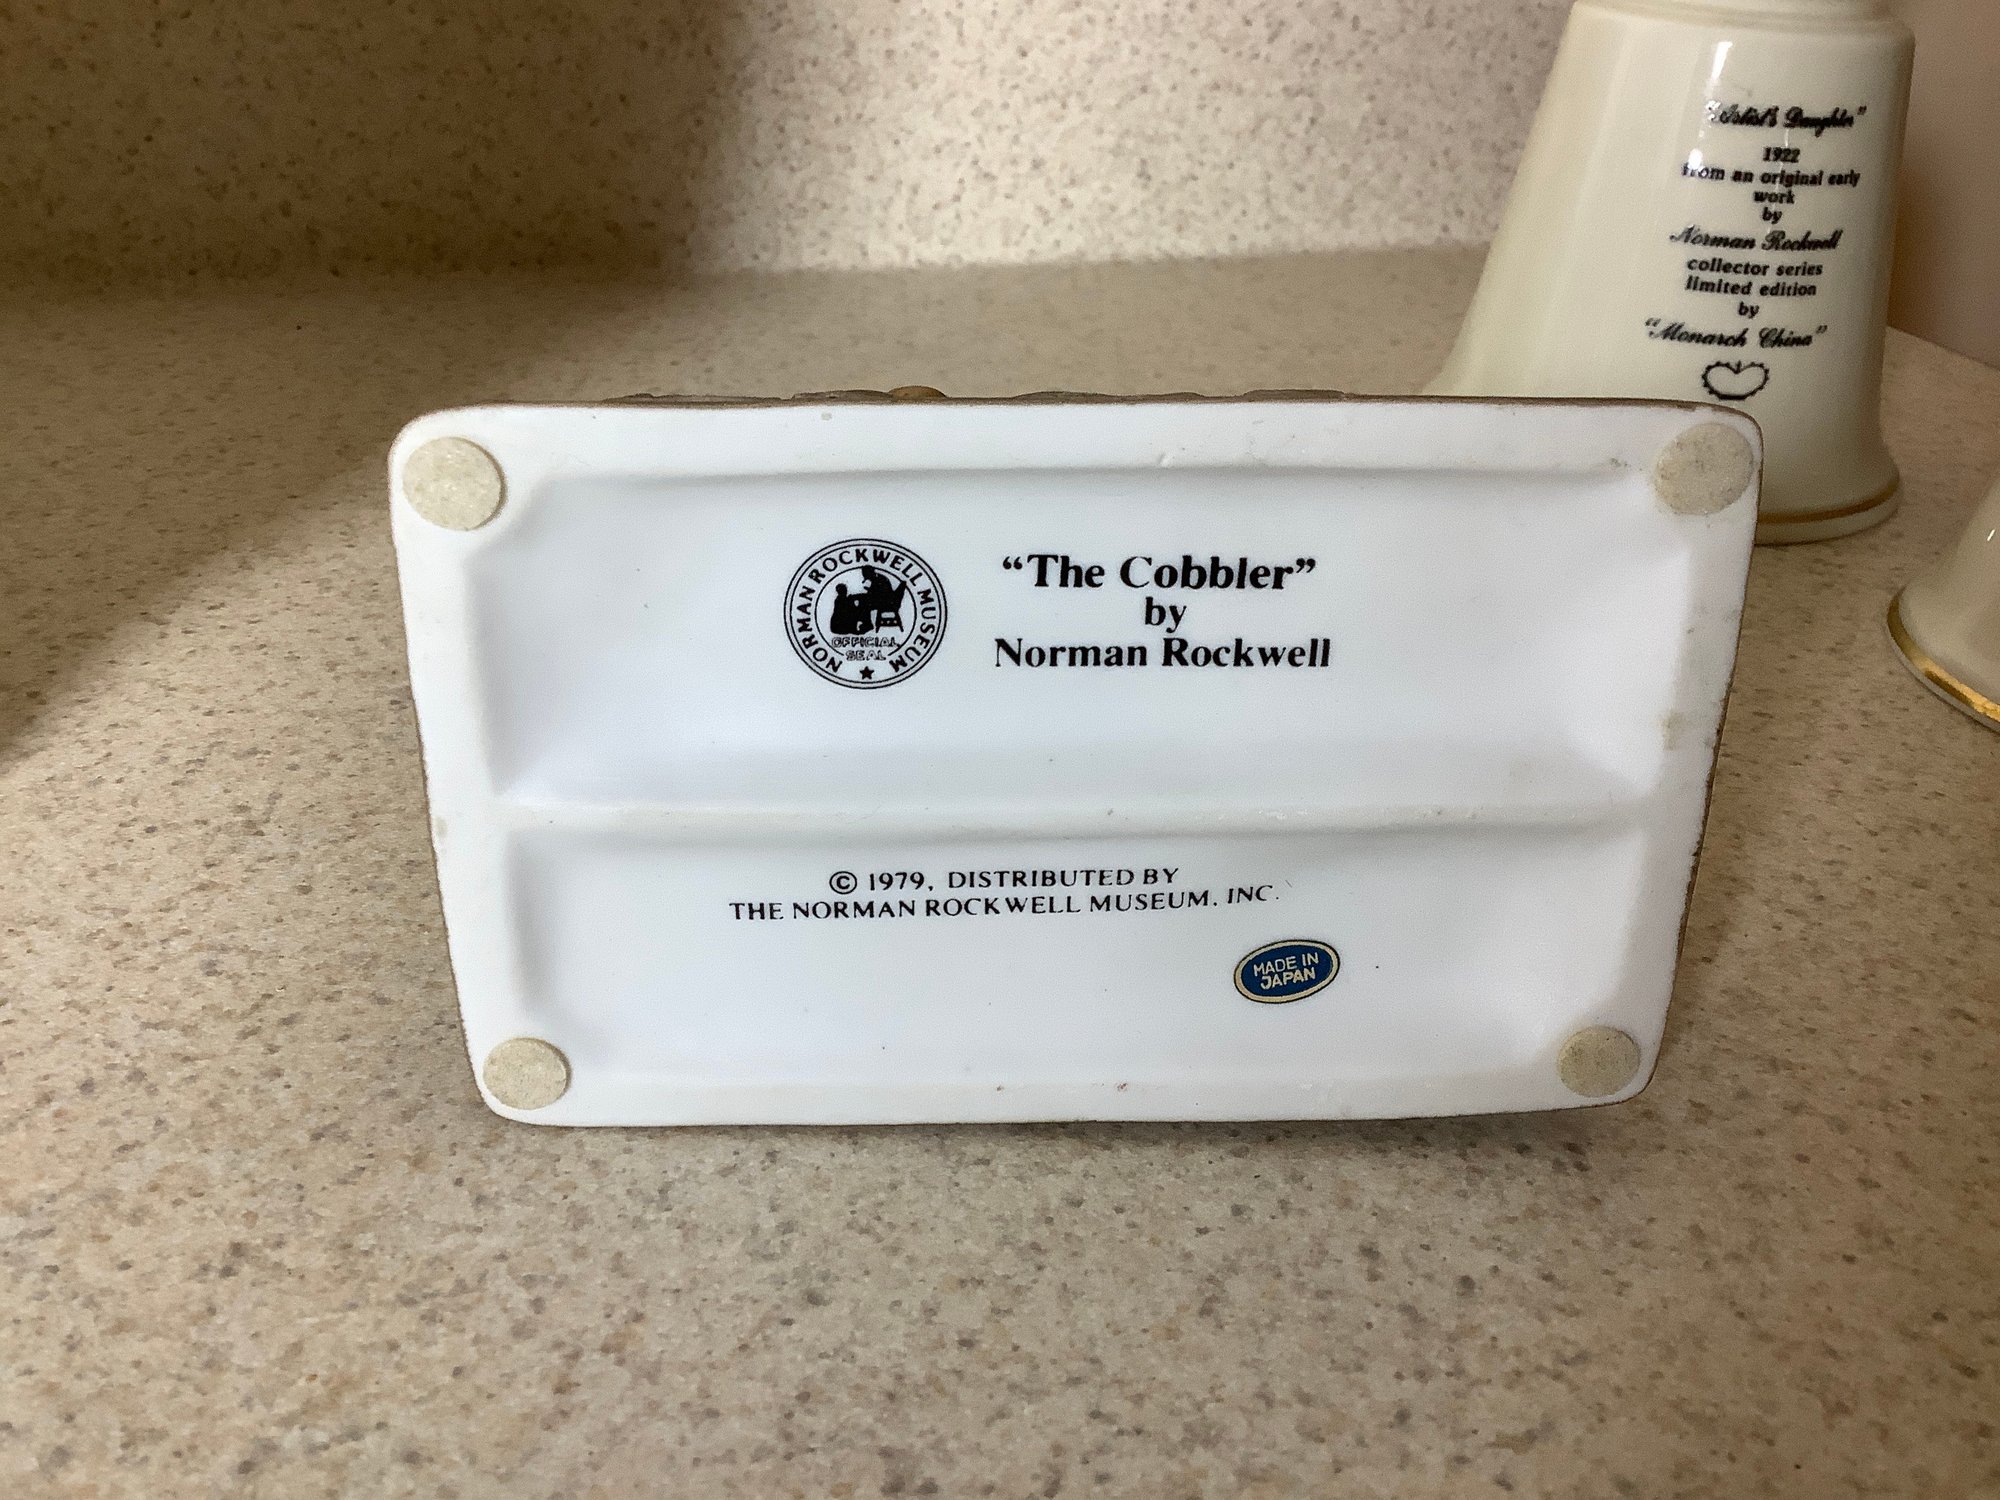 "Artist's Daughter"
1922
from an original early
work
by
Norman Rockwell
collector series
limited edition
by
"Monarch China"
NORMAN ROCKWELL MUSEUM
OFFICIAL
SEAL
“The Cobbler”
by
Norman Rockwell
© 1979, DISTRIBUTED BY
THE NORMAN ROCKWELL MUSEUM. INC.
MADE IN
JAPAN